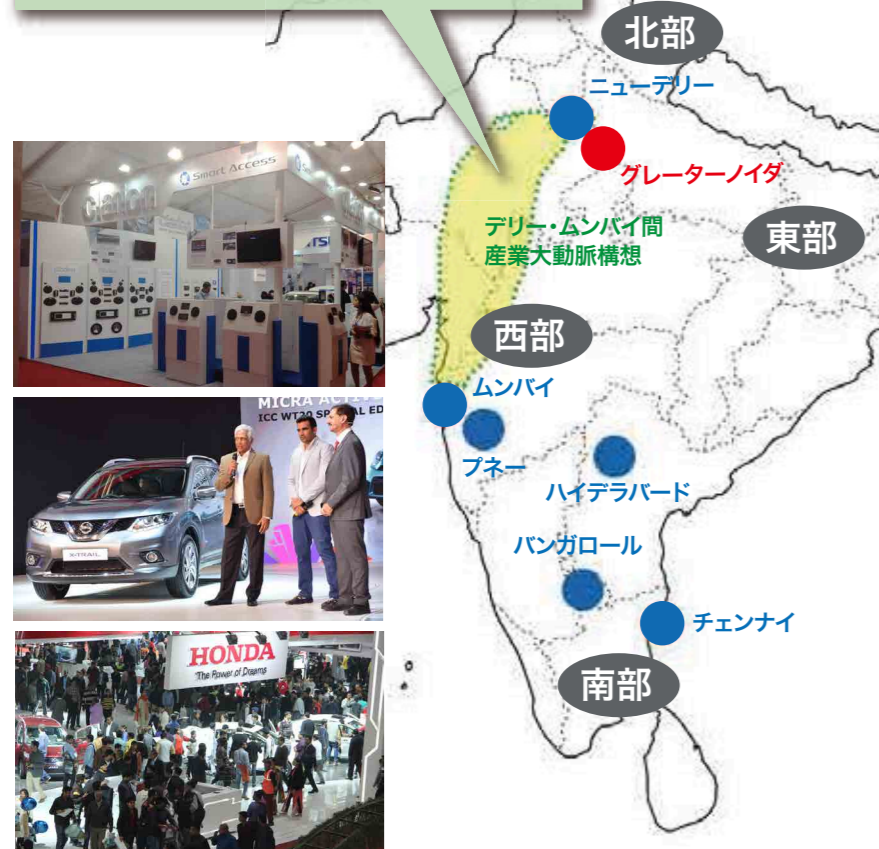 北部
ニューデリー
グレーターノイダ
デリー・ムンバイ間
産業大動脈構想
東部
西部
ムンバイ
プネー
ハイデラバード
バンガロール
チェンナイ
南部
Smart Access
clarion
MICRA ACTIVE
ICC WT20 SPECIAL ED
X-TRAIL
HONDA
The Power of Dreams